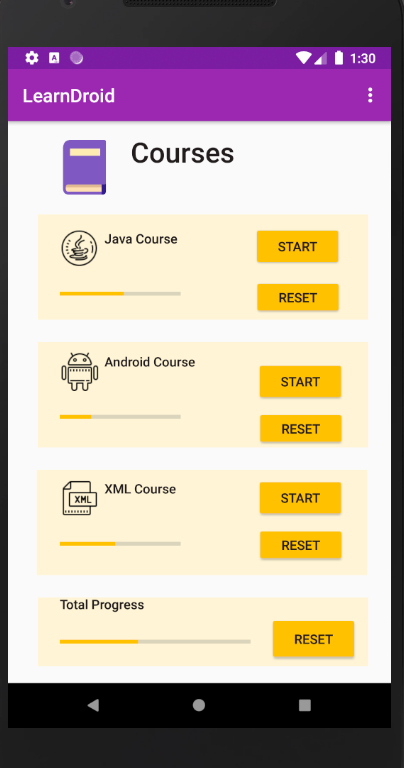 A 1:30
LearnDroid
Courses
Java Course START
RESET
Android Course START
RESET
XML XML Course START
RESET
Total Progress
RESET